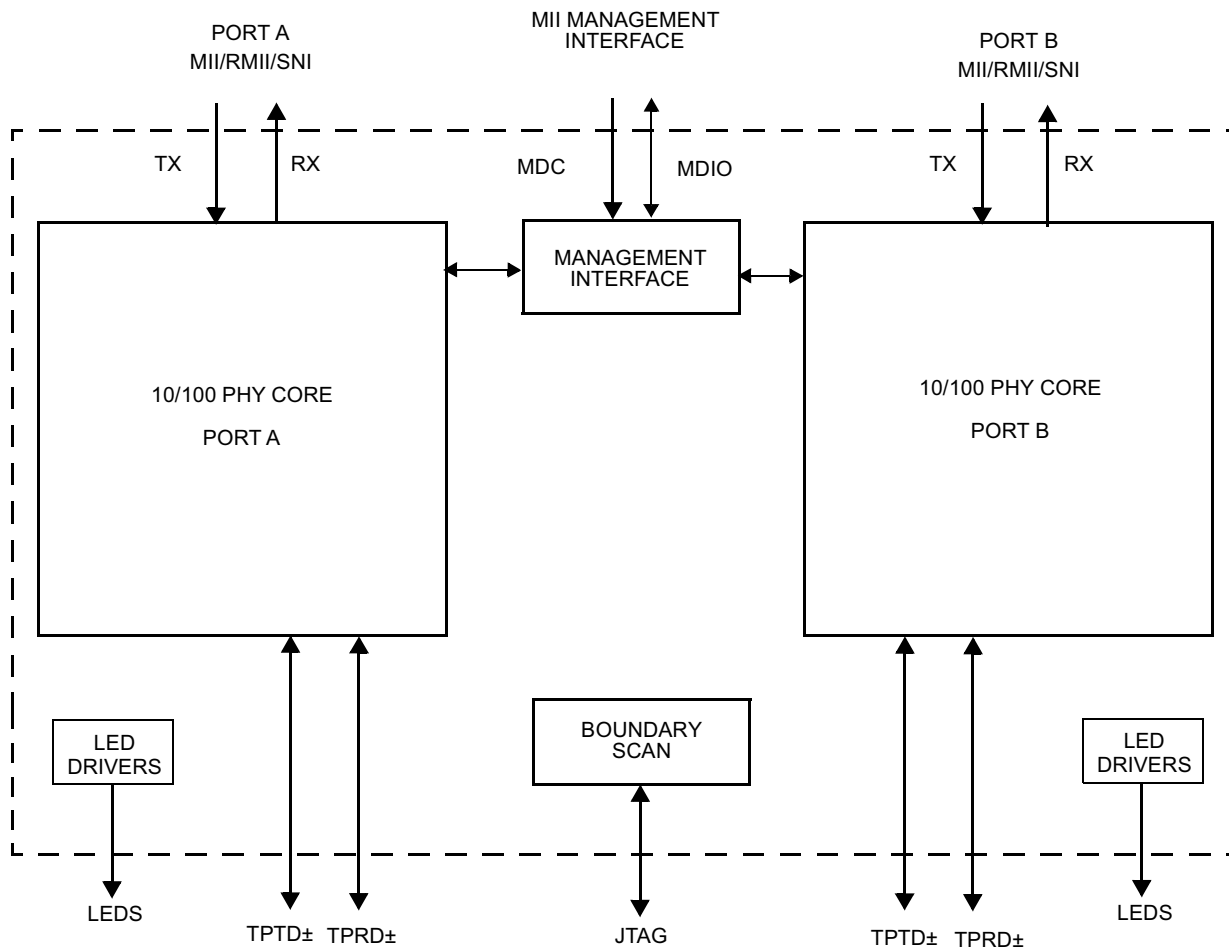 PORT A
MII/RMII/SNI
MII MANAGEMENT
INTERFACE
PORT B
MII/RMII/SNI
TX
RX
MDC
MDIO
TX
RX
MANAGEMENT
INTERFACE
10/100 PHY CORE
PORT A
10/100 PHY CORE
PORT B
LED
DRIVERS
BOUNDARY
SCAN
LED
DRIVERS
LEDS
TPTD±
TPRD±
JTAG
TPTD±
TPRD±
LEDS